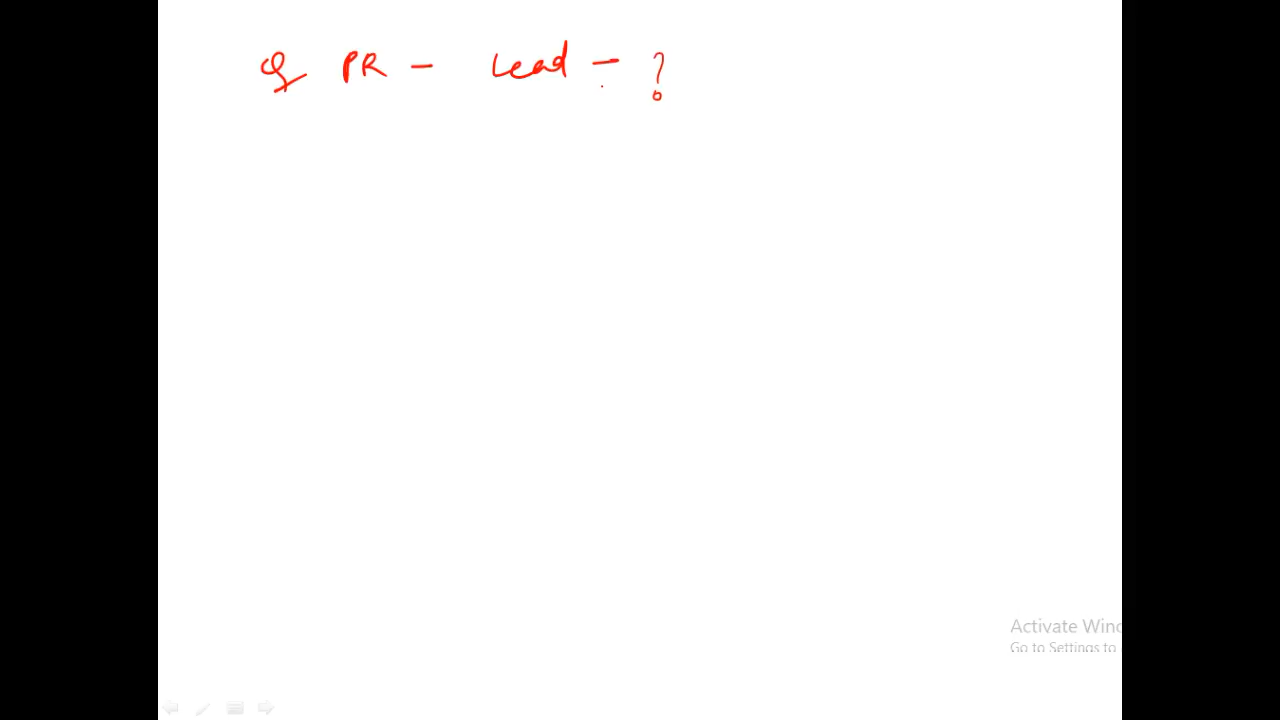 Q PR - Lead - ?
Activate Wind
Go to Settings to